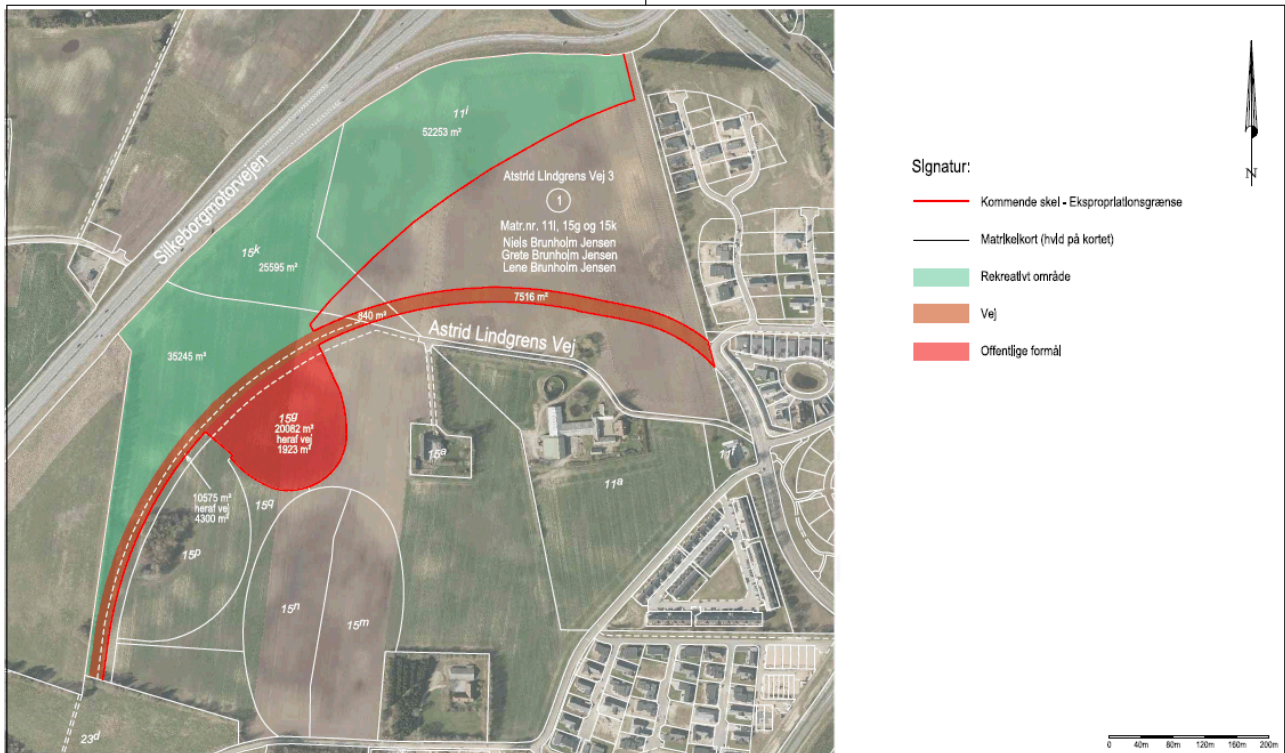 Silkeborgmotorvejen
11l
52253 m²
15k
25595 m²
Atstrid Lindgrens Vej 3
1
Matr.nr. 11l, 15g og 15k
Niels Brunholm Jensen
Grete Brunholm Jensen
Lene Brunholm Jensen
7516 m²
840 m²
Astrid Lindgrens Vej
35245 m²
15g
20082 m²
heraf vej
1923 m²
15a
11f
11a
10575 m²
heraf vej
4300 m²
15q
15p
15n
15m
23d
Signatur:
Kommende skel - Ekspropriationsgrænse
Matrikelkort (hvid på kortet)
Rekreativt område
Vej
Offentlige formål
N
0 40m 80m 120m 160m 200m